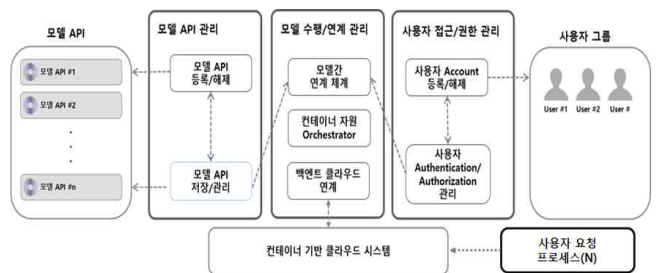 모델 API
모델 API #1
모델 API #2
모델 API #n
모델 API 관리
모델 API
등록/해제
모델 API
저장/관리
모델 수행/연계 관리
모델간
연계 체계
컨테이너 자원
Orchestrator
백엔트 클라우드
연계
사용자 접근/권한 관리
사용자 Account
등록/해제
사용자
Authentication/
Authorization
관리
사용자 그룹
User #1
User #2
User #
컨테이너 기반 클라우드 시스템
사용자 요청
프로세스(N)